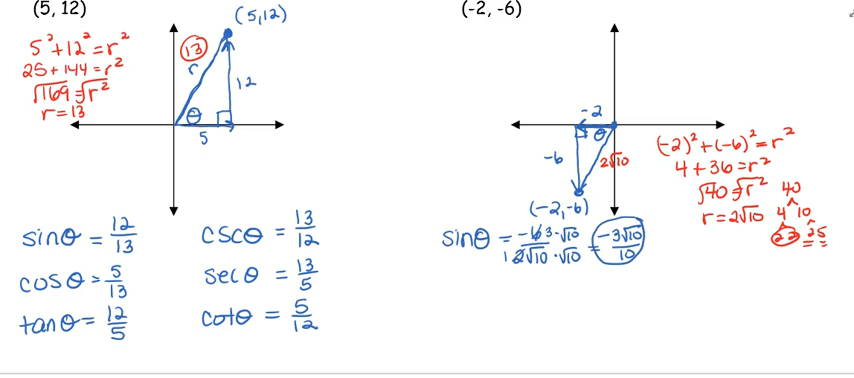 (5, 12)
(5,12)
5² + 12² = r²
25 + 144 = r²
√169 = √r²
r = 13
13
r
12
θ
5
sinθ = 12/13
cscθ = 13/12
cosθ = 5/13
secθ = 13/5
tanθ = 12/5
cotθ = 5/12
(-2, -6)
-2
θ
-6
2√10
(-2,-6)
(-2)² + (-6)² = r²
4 + 36 = r²
√40 = √r²
r = 2√10
40
4 10
2 2 2 5
sinθ = -6 3 · √10 / 1 2√10 · √10 = -3√10/10